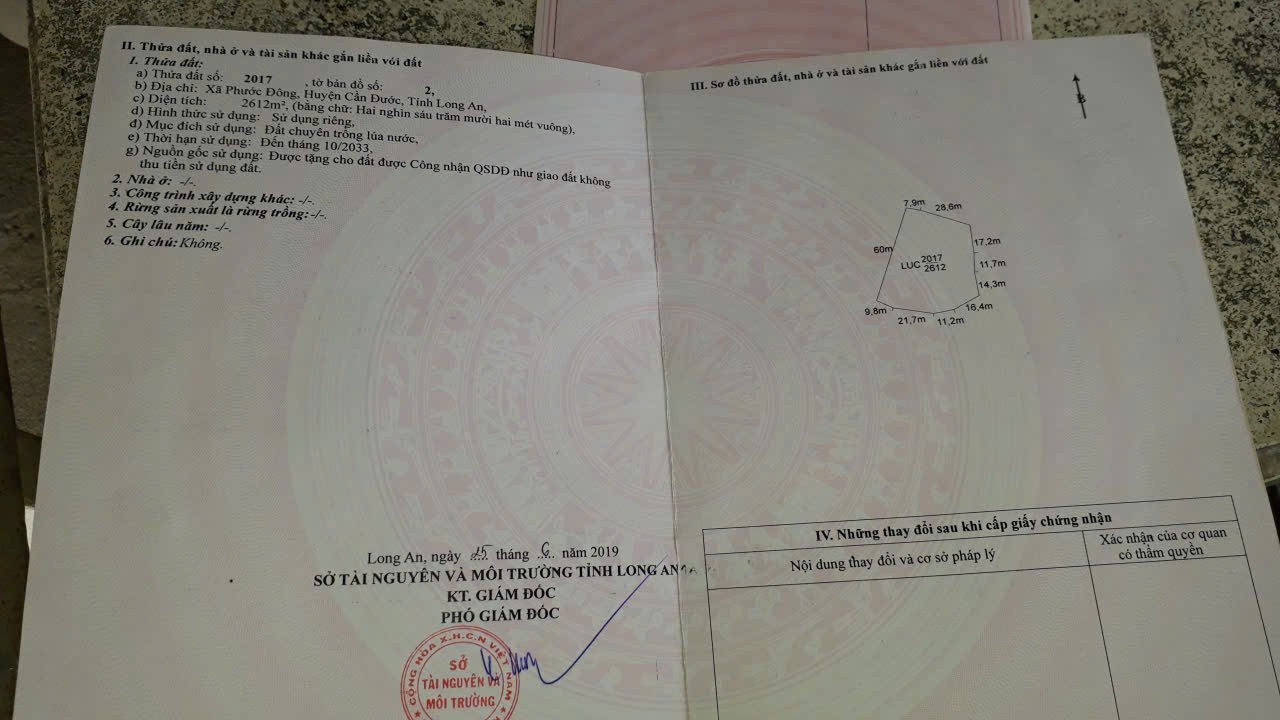 II. Thửa đất, nhà ở và tài sản khác gắn liền với đất
1. Thửa đất:
a) Thửa đất số: 2017 , tờ bản đồ số: 2,
b) Địa chỉ: Xã Phước Đông, Huyện Cần Đước, Tỉnh Long An,
c) Diện tích: 2612m², (bằng chữ: Hai nghìn sáu trăm mười hai mét vuông),
d) Hình thức sử dụng: Sử dụng riêng,
đ) Mục đích sử dụng: Đất chuyên trồng lúa nước,
e) Thời hạn sử dụng: Đến tháng 10/2033,
g) Nguồn gốc sử dụng: Được tặng cho đất được Công nhận QSDĐ như giao đất không
thu tiền sử dụng đất.
2. Nhà ở: -/-.
3. Công trình xây dựng khác: -/-.
4. Rừng sản xuất là rừng trồng: -/-.
5. Cây lâu năm: -/-.
6. Ghi chú: Không.
Long An, ngày 25 tháng 6 năm 2019
SỞ TÀI NGUYÊN VÀ MÔI TRƯỜNG TỈNH LONG AN
KT. GIÁM ĐỐC
PHÓ GIÁM ĐỐC
CỘNG HÒA X.H.C.N VIỆT NAM
SỞ
TÀI NGUYÊN VÀ
MÔI TRƯỜNG
III. Sơ đồ thửa đất, nhà ở và tài sản khác gắn liền với đất
B
7,9m
28,6m
60m
17,2m
LUC 2017
2612
11,7m
14,3m
16,4m
9,8m
21,7m
11,2m
IV. Những thay đổi sau khi cấp giấy chứng nhận
Nội dung thay đổi và cơ sở pháp lý
Xác nhận của cơ quan
có thẩm quyền